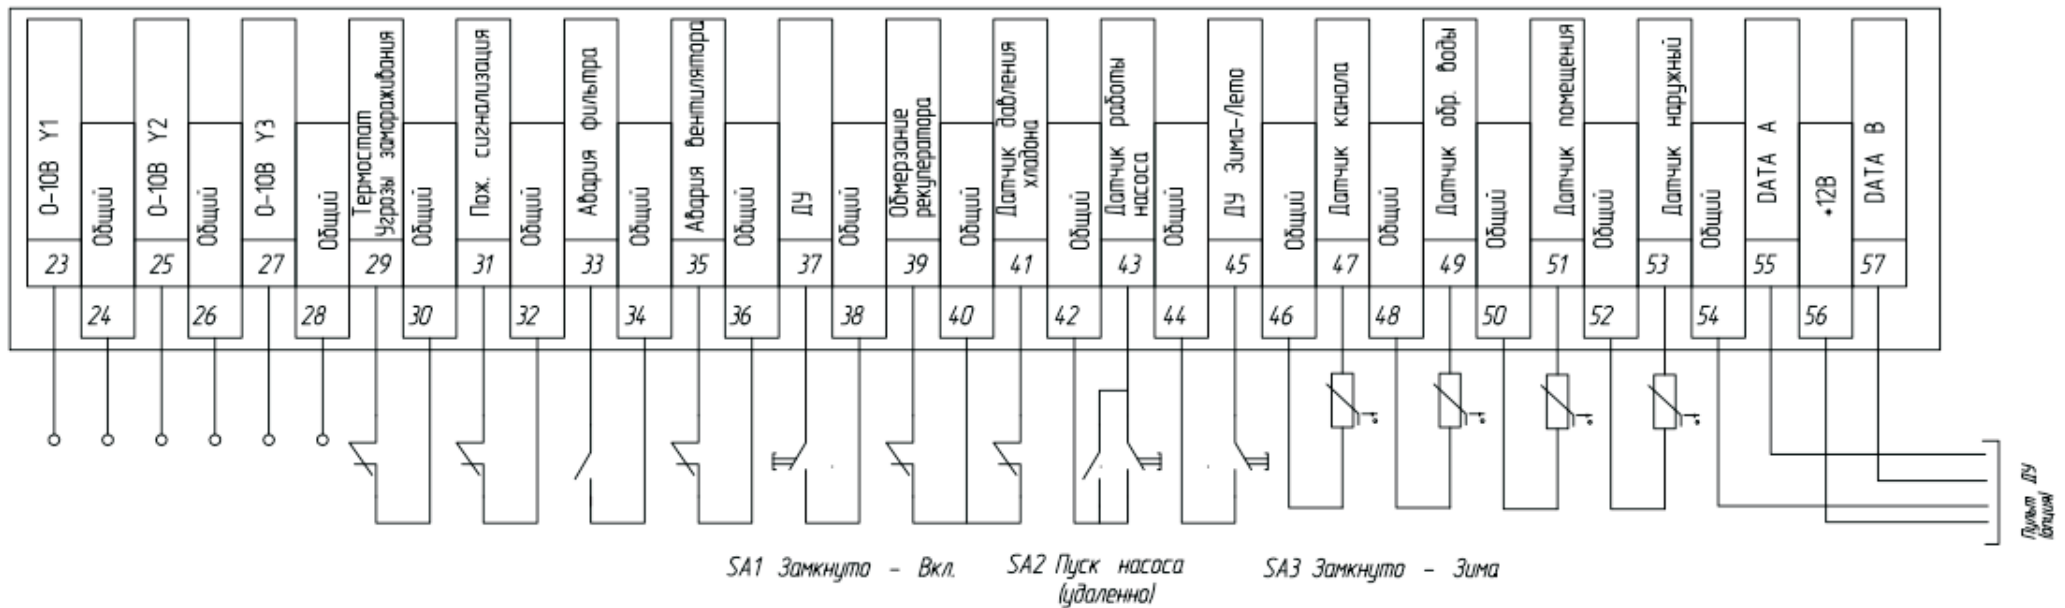 0-10В Y1
Общий
0-10В Y2
Общий
0-10В Y3
Общий
Термостат
Угрозы замораживания
Общий
Пож. сигнализация
Общий
Авария фильтра
Общий
Авария вентилятора
Общий
ДУ
Общий
Обмерзание
рекуператора
Общий
Датчик давления
хладона
Общий
Датчик работы
насоса
Общий
ДУ Зима-Лето
Общий
Датчик канала
Общий
Датчик обр. воды
Общий
Датчик помещения
Общий
Датчик наружный
Общий
DATA A
+12В
DATA B
23 25 27 29 31 33 35 37 39 41 43 45 47 49 51 53 55 57
24 26 28 30 32 34 36 38 40 42 44 46 48 50 52 54 56
t° t° t° t°
Пульт ДУ
(опция)
SA1 Замкнуто - Вкл.
SA2 Пуск насоса
(удаленно)
SA3 Замкнуто - Зима